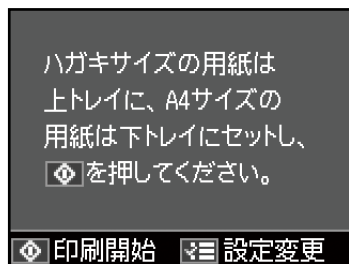 ハガキサイズの用紙は
上トレイに、A4サイズの
用紙は下トレイにセットし、
を押してください。
印刷開始 設定変更